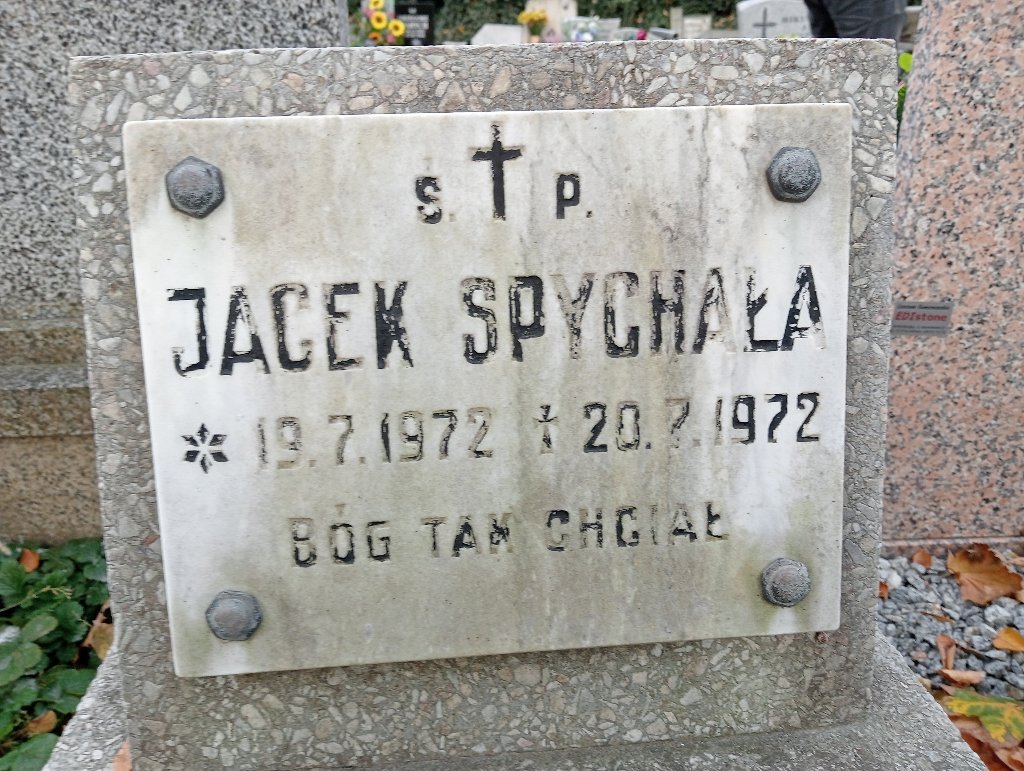 S. † P.
JACEK SPYCHAŁA
* 19.7.1972 † 20.7.1972
BÓG TAK CHCIAŁ
EDIstone